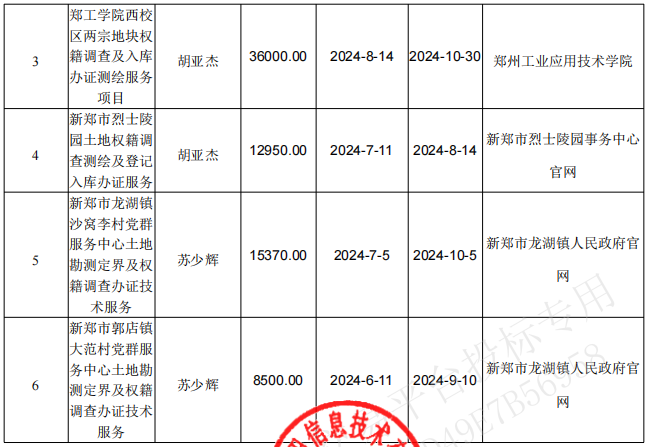 3
郑工学院西校
区两宗地块权
籍调查及入库
办证测绘服务
项目
胡亚杰
36000.00
2024-8-14
2024-10-30
郑州工业应用技术学院
4
新郑市烈士陵
园土地权籍调
查测绘及登记
入库办证服务
胡亚杰
12950.00
2024-7-11
2024-8-14
新郑市烈士陵园事务中心
官网
5
新郑市龙湖镇
沙窝李村党群
服务中心土地
勘测定界及权
籍调查办证技
术服务
苏少辉
15370.00
2024-7-5
2024-10-5
新郑市龙湖镇人民政府官
网
6
新郑市郭店镇
大范村党群服
务中心土地勘
测定界及权籍
调查办证技术
服务
苏少辉
8500.00
2024-6-11
2024-9-10
新郑市龙湖镇人民政府官
网
平台投标专用
49E7B56958
信息技术